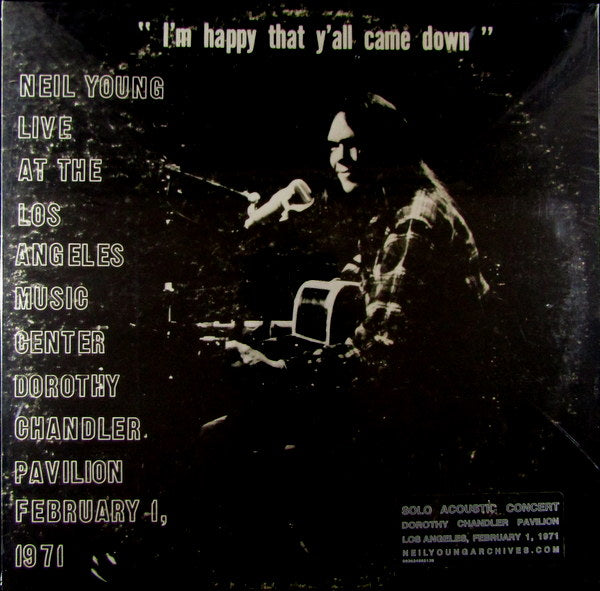 " I'm happy that y'all came down "
NEIL YOUNG
LIVE
AT THE
LOS
ANGELES
MUSIC
CENTER
DOROTHY
CHANDLER
PAVILION
FEBRUARY 1,
1971
SOLO ACOUSTIC CONCERT
DOROTHY CHANDLER PAVILION
LOS ANGELES, FEBRUARY 1, 1971
NEILYOUNGARCHIVES.COM